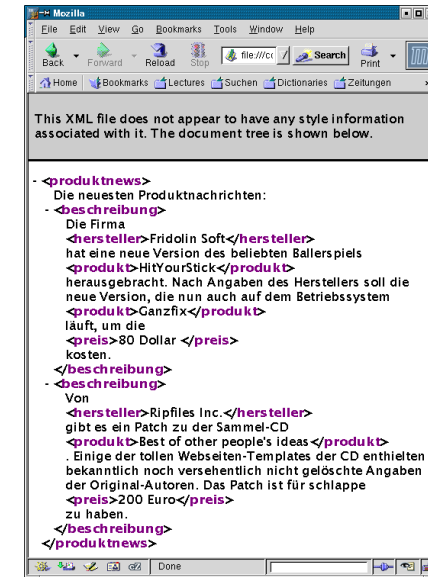 Mozilla
File Edit View Go Bookmarks Tools Window Help
Back Forward Reload Stop file:/// Search Print
Home Bookmarks Lectures Suchen Dictionaries Zeitungen
This XML file does not appear to have any style information
associated with it. The document tree is shown below.
- <produktnews>
Die neuesten Produktnachrichten:
- <beschreibung>
Die Firma
<hersteller>Fridolin Soft</hersteller>
hat eine neue Version des beliebten Ballerspiels
<produkt>HitYourStick</produkt>
herausgebracht. Nach Angaben des Herstellers soll die
neue Version, die nun auch auf dem Betriebssystem
<produkt>Ganzfix</produkt>
läuft, um die
<preis>80 Dollar </preis>
kosten.
</beschreibung>
- <beschreibung>
Von
<hersteller>Ripfiles Inc.</hersteller>
gibt es ein Patch zu der Sammel-CD
<produkt>Best of other people's ideas</produkt>
. Einige der tollen Webseiten-Templates der CD enthielten
bekanntlich noch versehentlich nicht gelöschte Angaben
der Original-Autoren. Das Patch ist für schlappe
<preis>200 Euro</preis>
zu haben.
</beschreibung>
</produktnews>
Done